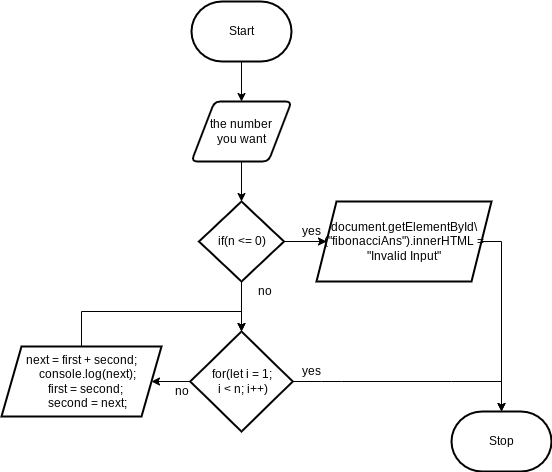 Start
the number
you want
if(n <= 0)
yes
document.getElementById\
("fibonacciAns").innerHTML =
"Invalid Input"
no
next = first + second;
console.log(next);
first = second;
second = next;
no
for(let i = 1;
i < n; i++)
yes
Stop